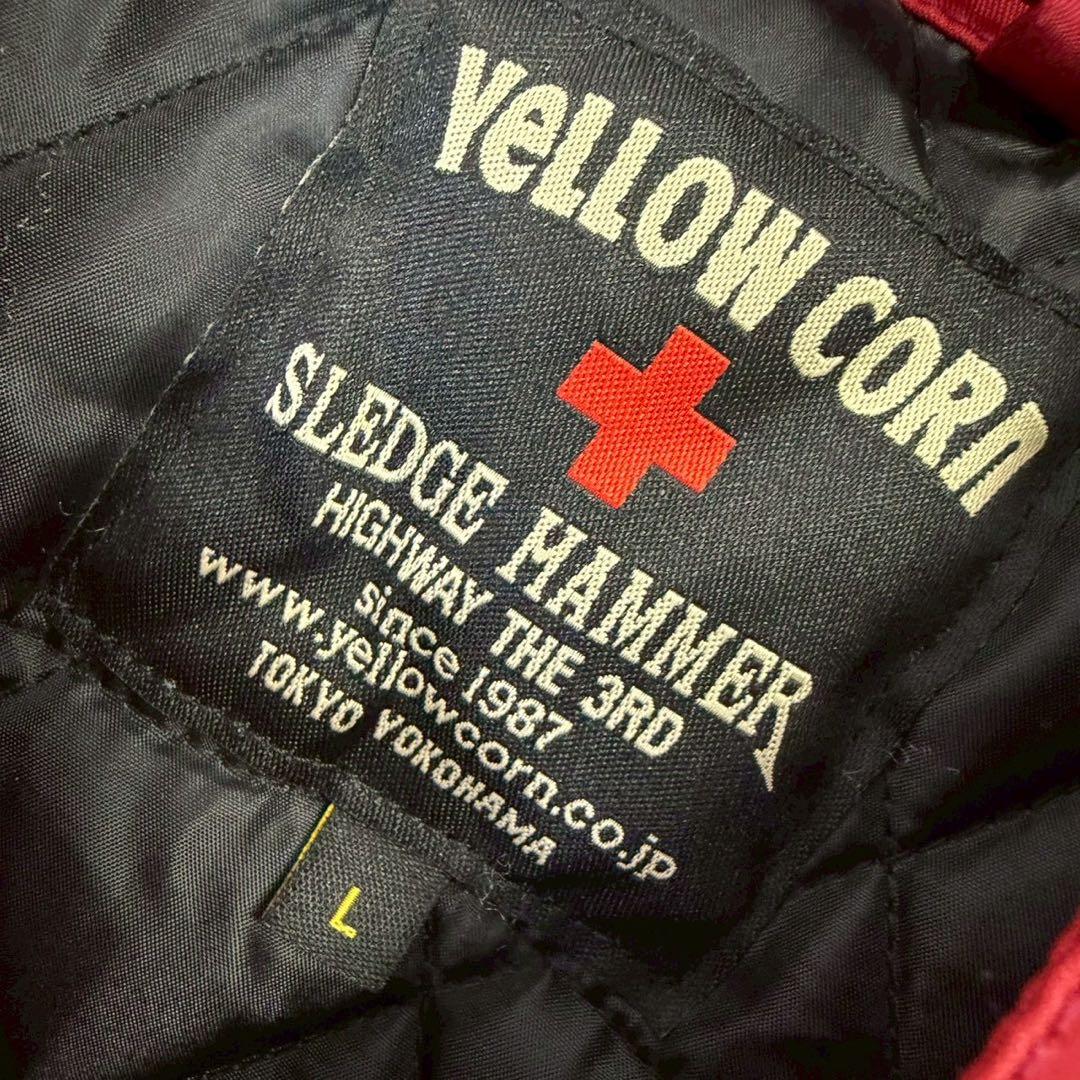 YeLLOW CORn
SLEDGE HAMMER
HIGHWAY THE 3RD
since 1987
www.yellowcorn.co.jp
TOKYO YOKOHAMA
L